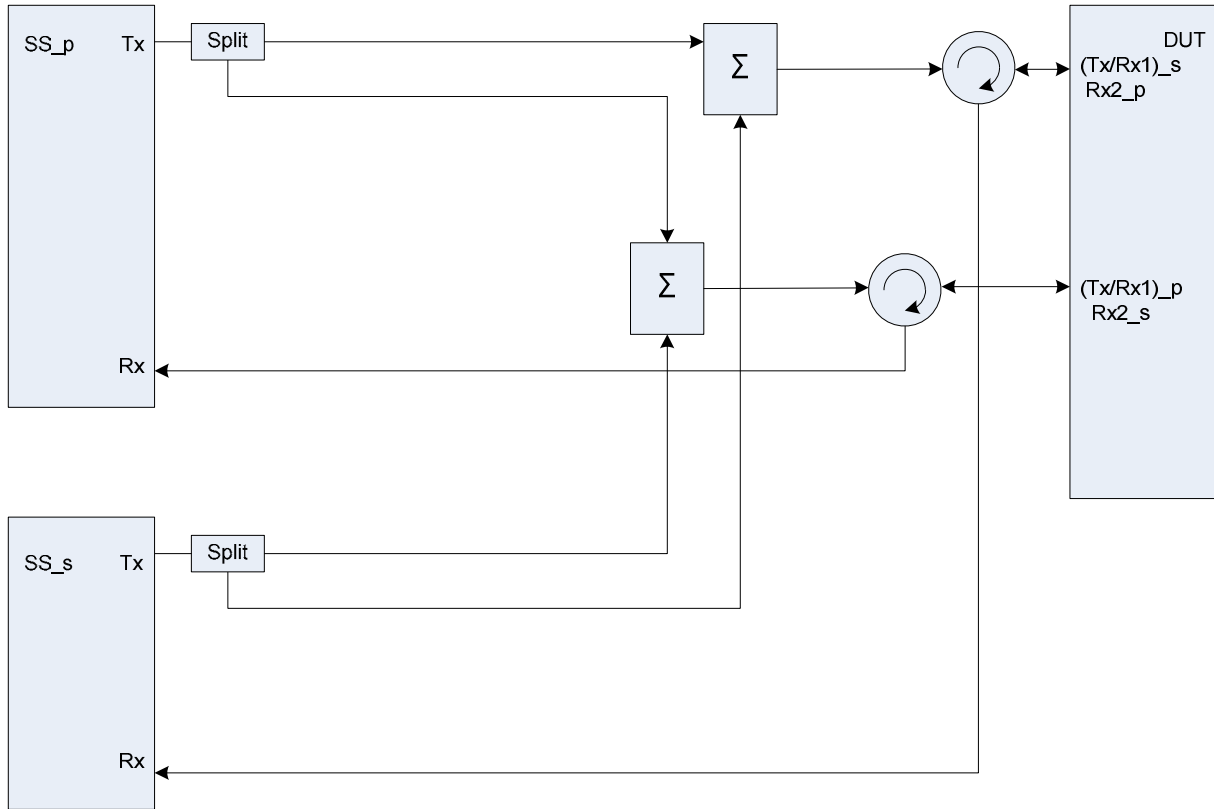 SS_p Tx
Split
Σ
DUT
(Tx/Rx1)_s
Rx2_p
Σ
(Tx/Rx1)_p
Rx2_s
Rx
SS_s Tx
Split
Rx